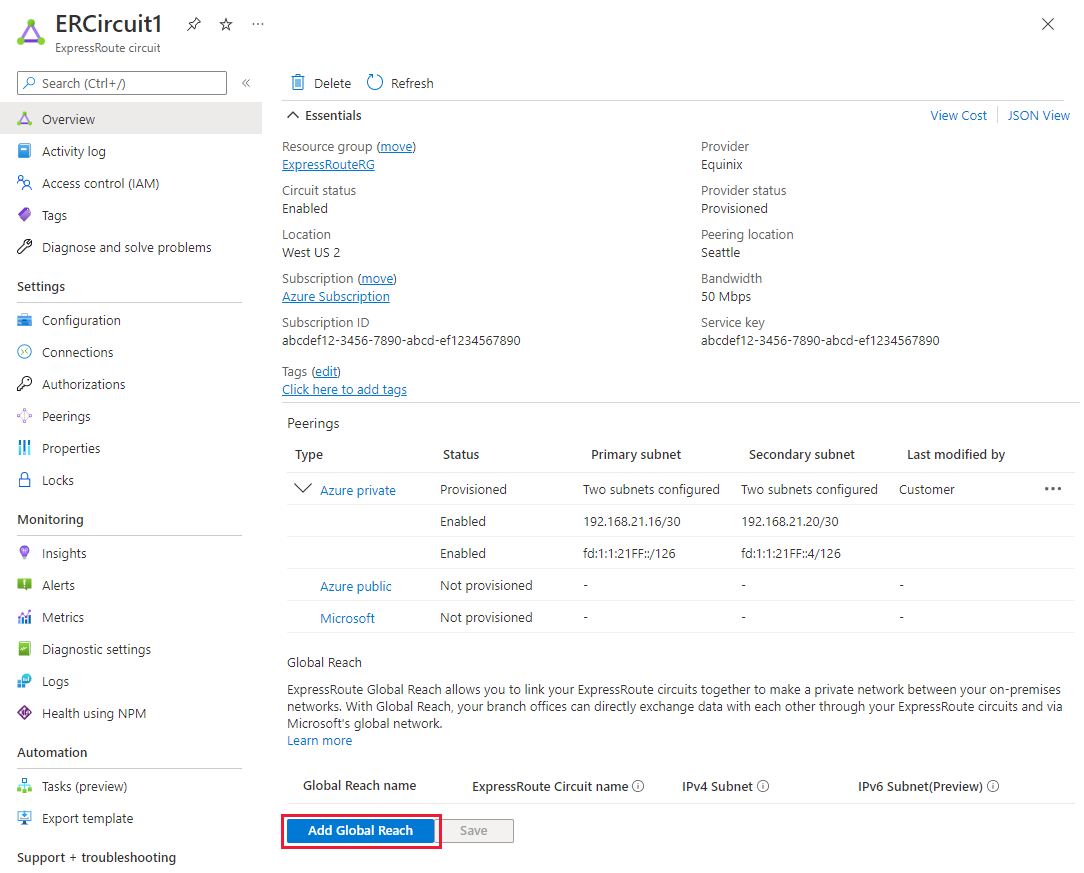 ERCircuit1
ExpressRoute circuit
Search (Ctrl+/)
Overview
Activity log
Access control (IAM)
Tags
Diagnose and solve problems
Settings
Configuration
Connections
Authorizations
Peerings
Properties
Locks
Monitoring
Insights
Alerts
Metrics
Diagnostic settings
Logs
Health using NPM
Automation
Tasks (preview)
Export template
Support + troubleshooting
Delete Refresh
Essentials View Cost JSON View
Resource group (move)
ExpressRouteRG
Circuit status
Enabled
Location
West US 2
Subscription (move)
Azure Subscription
Subscription ID
abcdef12-3456-7890-abcd-ef1234567890
Tags (edit)
Click here to add tags
Provider
Equinix
Provider status
Provisioned
Peering location
Seattle
Bandwidth
50 Mbps
Service key
abcdef12-3456-7890-abcd-ef1234567890
Peerings
Type Status Primary subnet Secondary subnet Last modified by
Azure private Provisioned Two subnets configured Two subnets configured Customer
Enabled 192.168.21.16/30 192.168.21.20/30
Enabled fd:1:1:21FF::/126 fd:1:1:21FF::4/126
Azure public Not provisioned - - -
Microsoft Not provisioned - - -
Global Reach
ExpressRoute Global Reach allows you to link your ExpressRoute circuits together to make a private network between your on-premises
networks. With Global Reach, your branch offices can directly exchange data with each other through your ExpressRoute circuits and via
Microsoft's global network.
Learn more
Global Reach name ExpressRoute Circuit name IPv4 Subnet IPv6 Subnet(Preview)
Add Global Reach Save